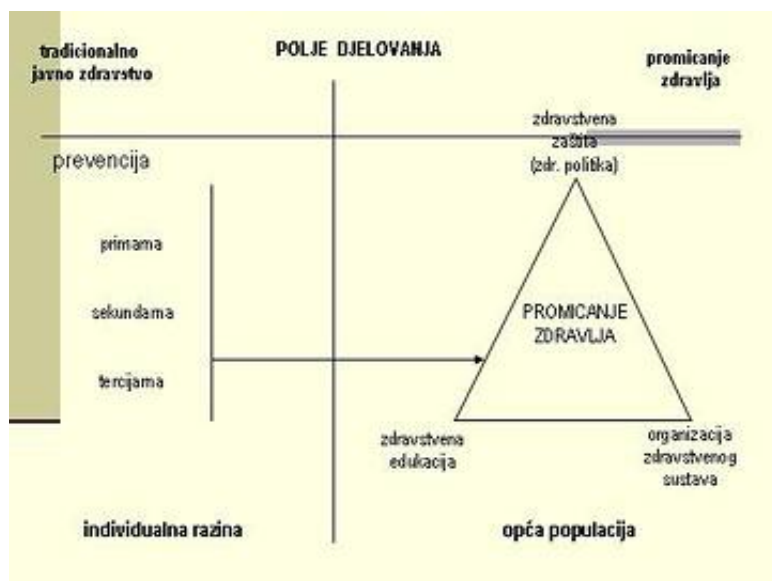 tradicionalno
javno zdravstvo
POLJE DJELOVANJA
promicanje
zdravlja
prevencija
primarna
sekundarna
tercijarna
zdravstvena
zaštita
(zdr. politika)
PROMICANJE
ZDRAVLJA
zdravstvena
edukacija
organizacija
zdravstvenog
sustava
individualna razina
opća populacija